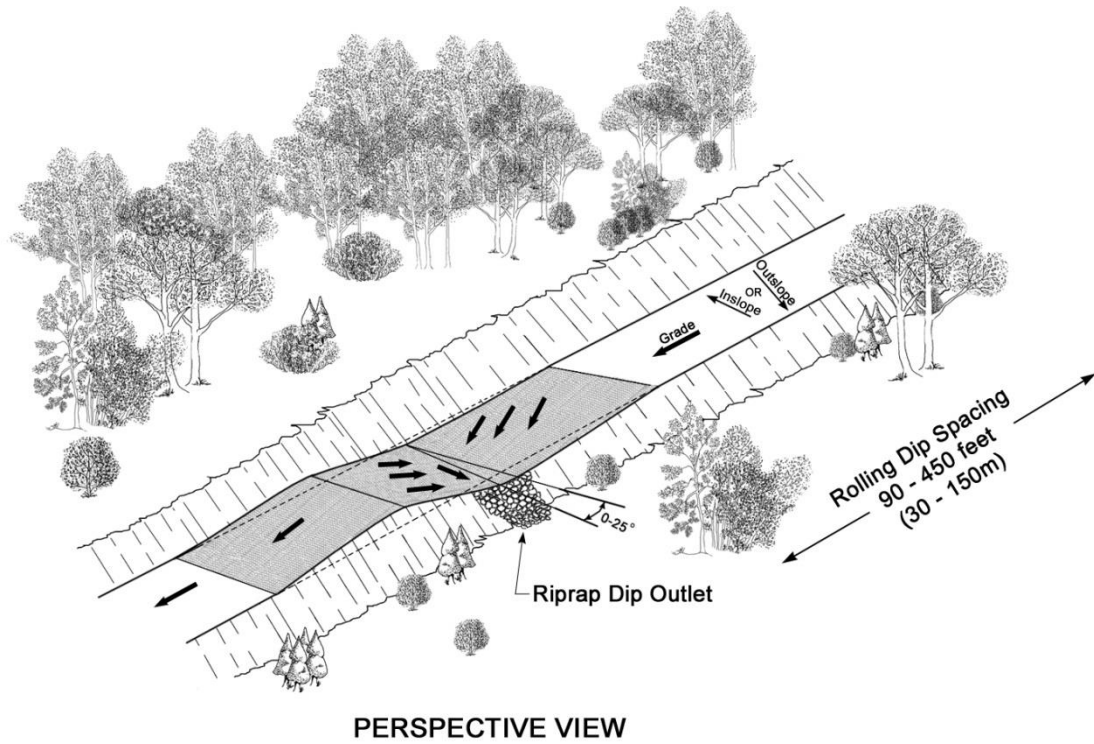 Outslope
OR
Inslope
Grade
Rolling Dip Spacing
90 - 450 feet
(30 - 150m)
0-25°
Riprap Dip Outlet
PERSPECTIVE VIEW